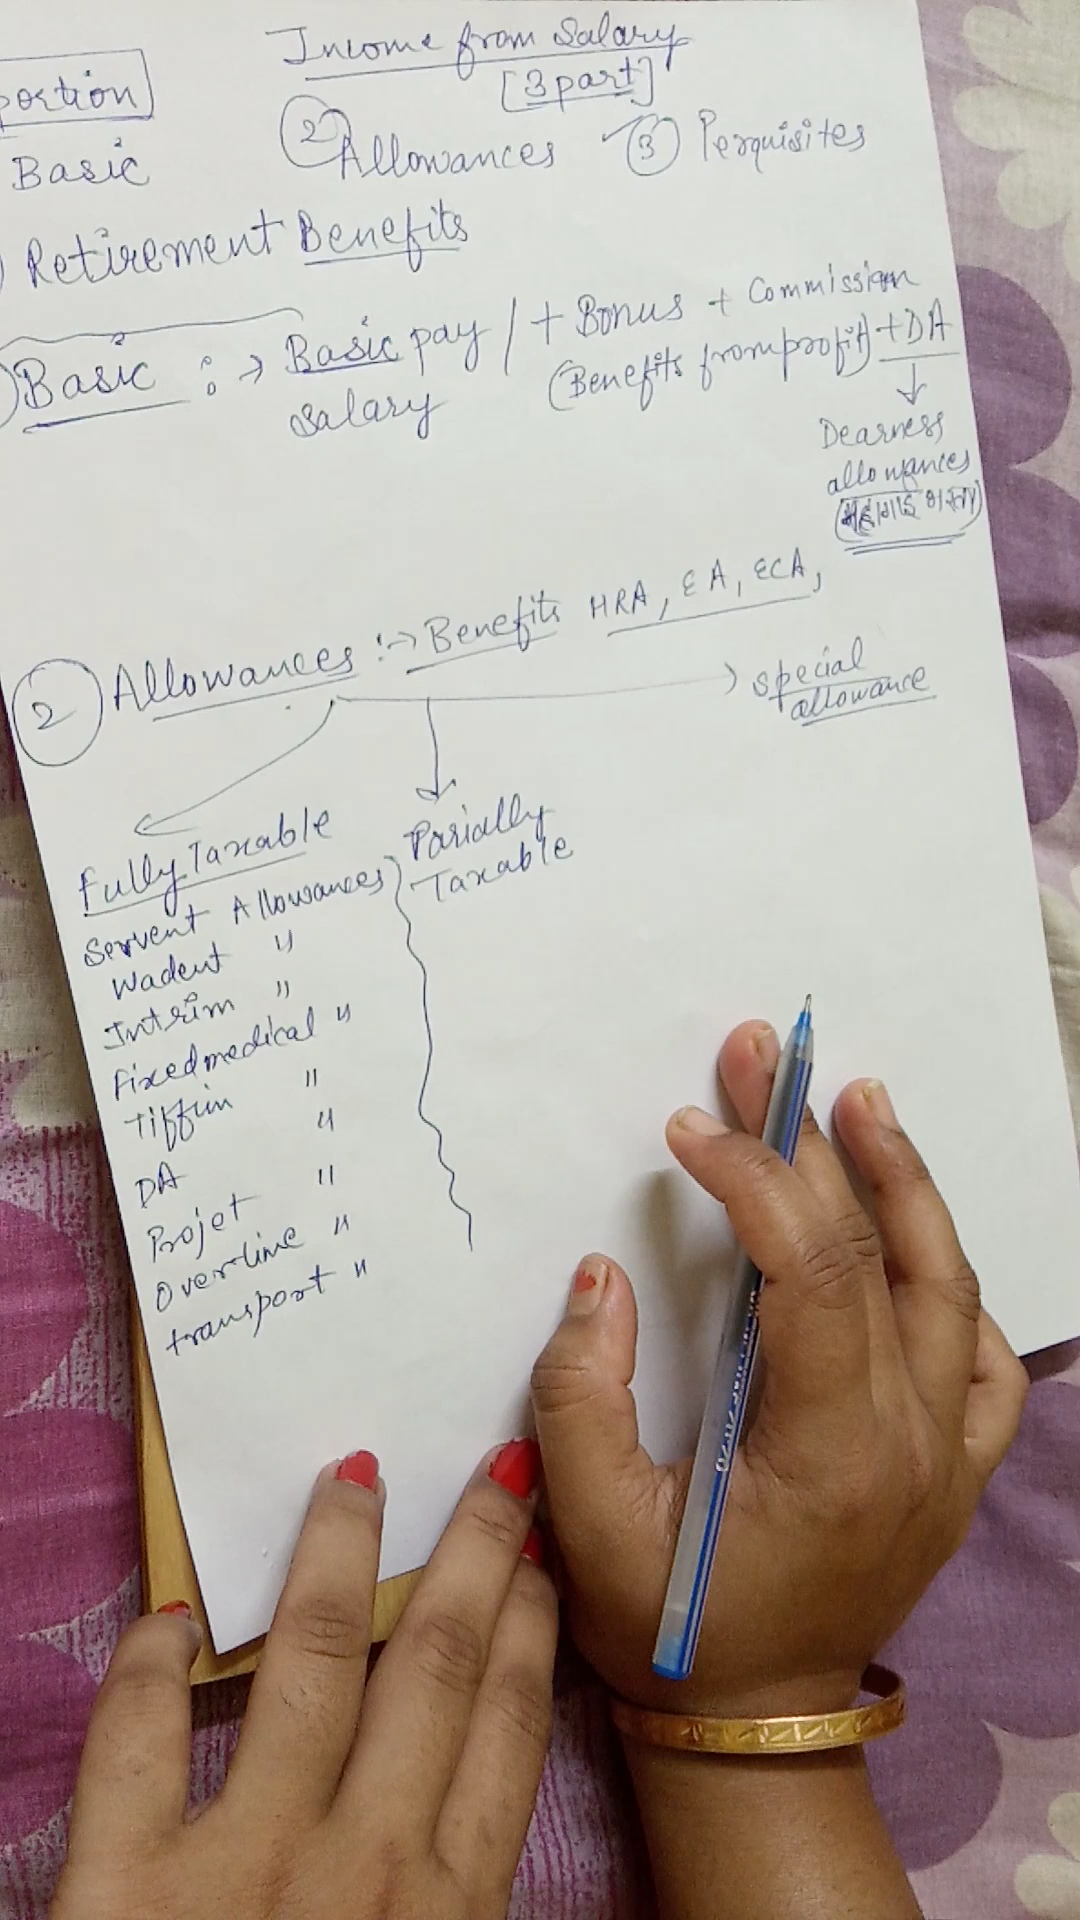 Income from Salary
[3 part]
portion
Basic ② Allowances ③ Perquisites
Retirement Benefits
Basic :→ Basic pay / + Bonus + Commission
salary (Benefits from profit) + DA
Dearness
allowances
② Allowances :→ Benefits HRA, EA, ECA,
special
allowance
Fully Taxable
Parially
Taxable
Servent Allowances
Wadent "
Intrim "
Fixed medical "
Tiffin "
DA "
Projet "
Overtime "
transport "